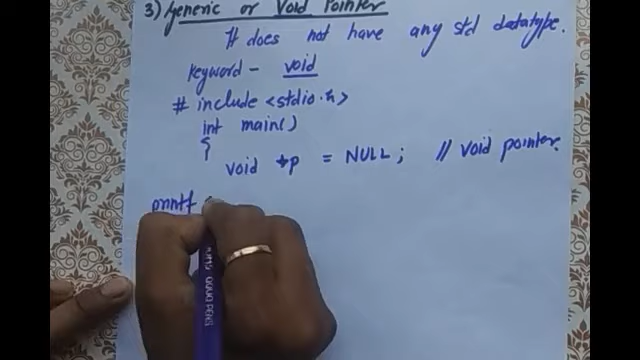 3) Generic or Void Pointer
It does not have any std datatype.
Keyword - void
# include <stdio.h>
int main()
{
void *p = NULL; // void pointer.
printf